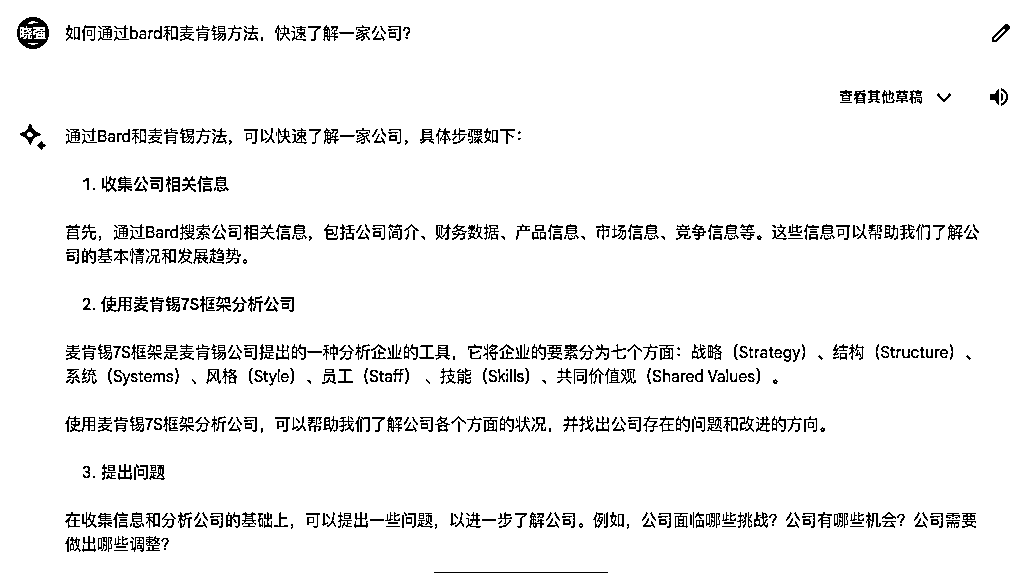 晓强
如何通过bard和麦肯锡方法，快速了解一家公司？
查看其他草稿
通过Bard和麦肯锡方法，可以快速了解一家公司，具体步骤如下：
1. 收集公司相关信息
首先，通过Bard搜索公司相关信息，包括公司简介、财务数据、产品信息、市场信息、竞争信息等。这些信息可以帮助我们了解公
司的基本情况和发展趋势。
2. 使用麦肯锡7S框架分析公司
麦肯锡7S框架是麦肯锡公司提出的一种分析企业的工具，它将企业的要素分为七个方面：战略（Strategy）、结构（Structure）、
系统（Systems）、风格（Style）、员工（Staff）、技能（Skills）、共同价值观（Shared Values）。
使用麦肯锡7S框架分析公司，可以帮助我们了解公司各个方面的状况，并找出公司存在的问题和改进的方向。
3. 提出问题
在收集信息和分析公司的基础上，可以提出一些问题，以进一步了解公司。例如，公司面临哪些挑战？公司有哪些机会？公司需要
做出哪些调整？